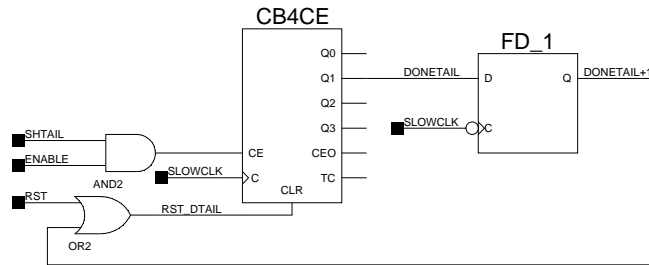 CB4CE
FD_1
Q0
Q1
DONETAIL
D
Q
DONETAIL+1
Q2
SLOWCLK
C
SHTAIL
Q3
ENABLE
CE
CEO
AND2
SLOWCLK
C
TC
CLR
RST
RST_DTAIL
OR2